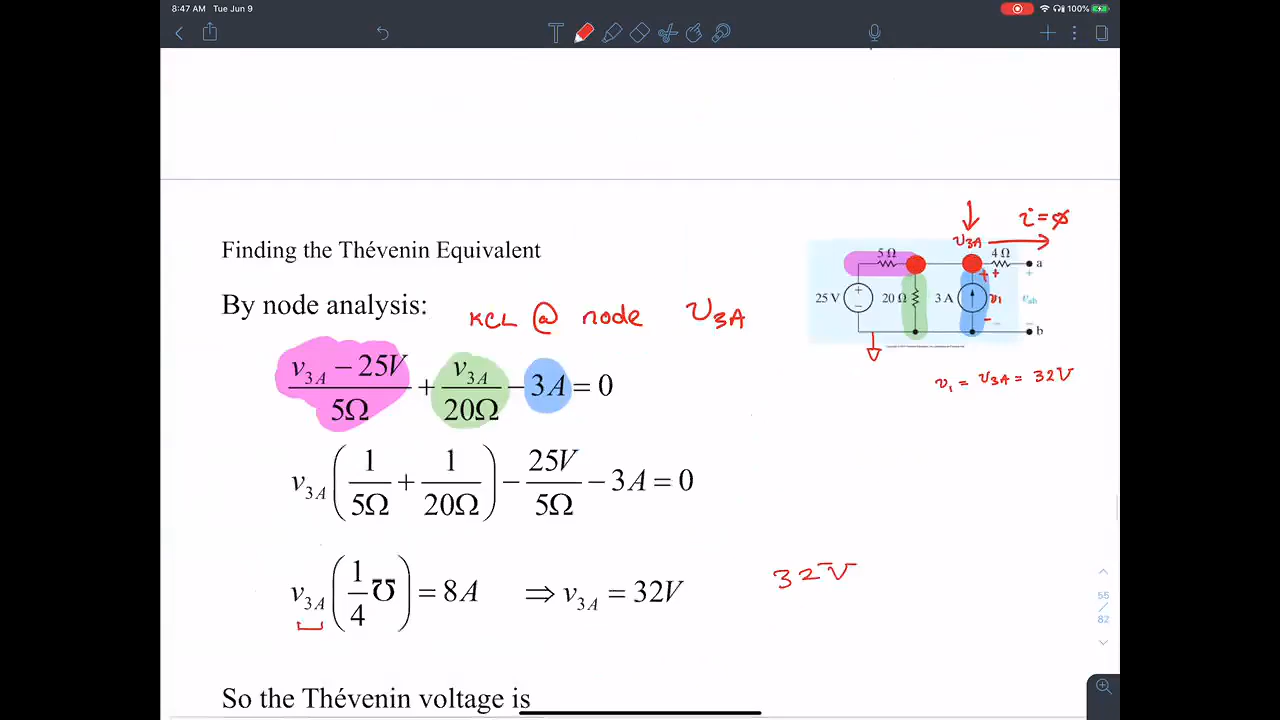 8:47 AM Tue Jun 9
100%
T
Finding the Thévenin Equivalent
By node analysis:
KCL @ node v3A
(v3A − 25V)/5Ω + v3A/20Ω − 3A = 0
v3A (1/5Ω + 1/20Ω) − 25V/5Ω − 3A = 0
v3A (1/4 ℧) = 8A ⇒ v3A = 32V
32V
So the Thévenin voltage is
i = ∅
v3A
5 Ω
4 Ω
a
+ + + +
25 V
20 Ω
3 A
v1
vab
− − − −
b
v1 = v3A = 32V
55
/
82